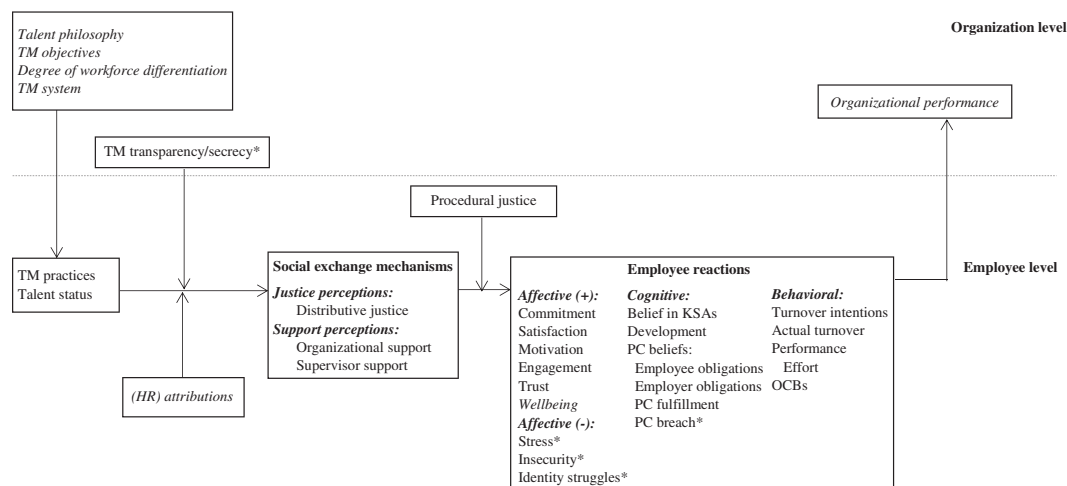 Organization level
Talent philosophy
TM objectives
Degree of workforce differentiation
TM system
Organizational performance
TM transparency/secrecy*
Procedural justice
Employee level
TM practices
Talent status
Social exchange mechanisms
Justice perceptions:
Distributive justice
Support perceptions:
Organizational support
Supervisor support
(HR) attributions
Employee reactions
Affective (+):
Commitment
Satisfaction
Motivation
Engagement
Trust
Wellbeing
Affective (-):
Stress*
Insecurity*
Identity struggles*
Cognitive:
Belief in KSAs
Development
PC beliefs:
Employee obligations
Employer obligations
PC fulfillment
PC breach*
Behavioral:
Turnover intentions
Actual turnover
Performance
Effort
OCBs